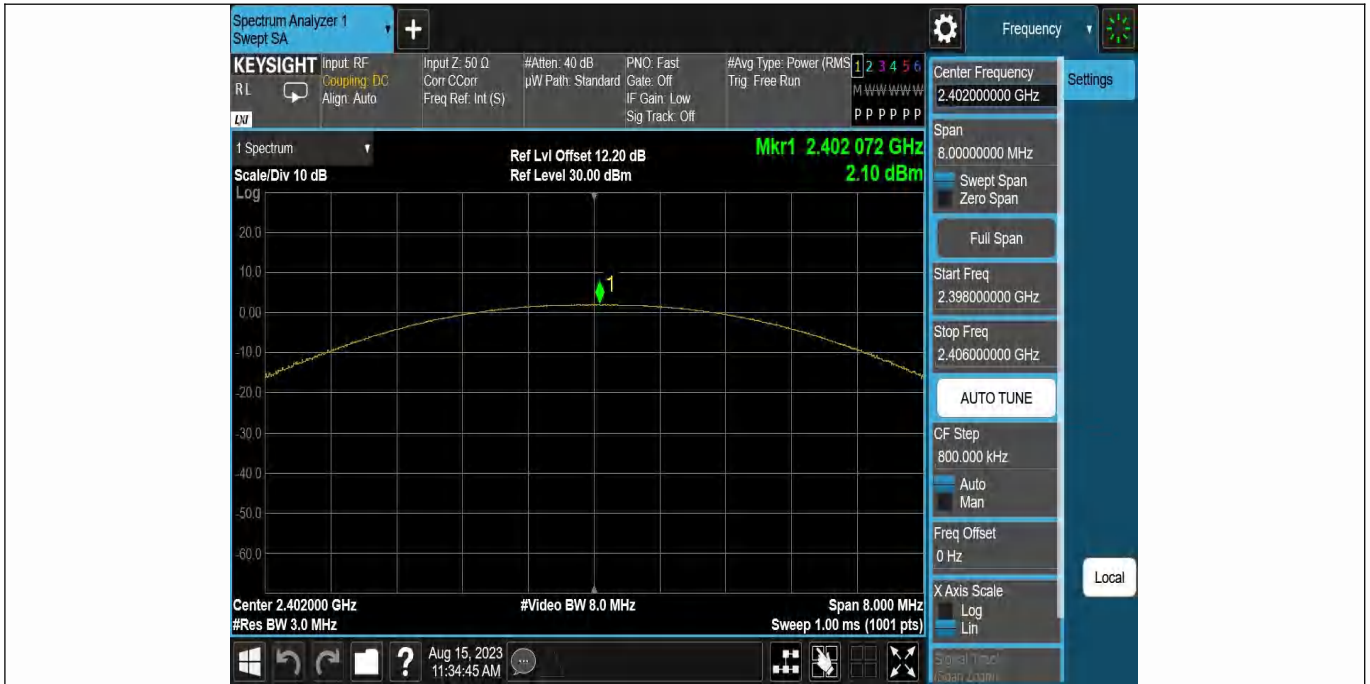 Spectrum Analyzer 1
Swept SA
+
Frequency
KEYSIGHT
RL
LXI
Input: RF
Coupling: DC
Align: Auto
Input Z: 50 Ω
Corr CCorr
Freq Ref: Int (S)
#Atten: 40 dB
µW Path: Standard
PNO: Fast
Gate: Off
IF Gain: Low
Sig Track: Off
#Avg Type: Power (RMS
Trig: Free Run
1 2 3 4 5 6
M W W W W W
P P P P P P
1 Spectrum
Scale/Div 10 dB
Log
Ref Lvl Offset 12.20 dB
Ref Level 30.00 dBm
Mkr1 2.402 072 GHz
2.10 dBm
20.0
10.0
0.00
-10.0
-20.0
-30.0
-40.0
-50.0
-60.0
1
Center 2.402000 GHz
#Res BW 3.0 MHz
#Video BW 8.0 MHz
Span 8.000 MHz
Sweep 1.00 ms (1001 pts)
Aug 15, 2023
11:34:45 AM
Center Frequency
2.402000000 GHz
Settings
Span
8.00000000 MHz
Swept Span
Zero Span
Full Span
Start Freq
2.398000000 GHz
Stop Freq
2.406000000 GHz
AUTO TUNE
CF Step
800.000 kHz
Auto
Man
Freq Offset
0 Hz
X Axis Scale
Log
Lin
Signal Track
(Span Zoom)
Local